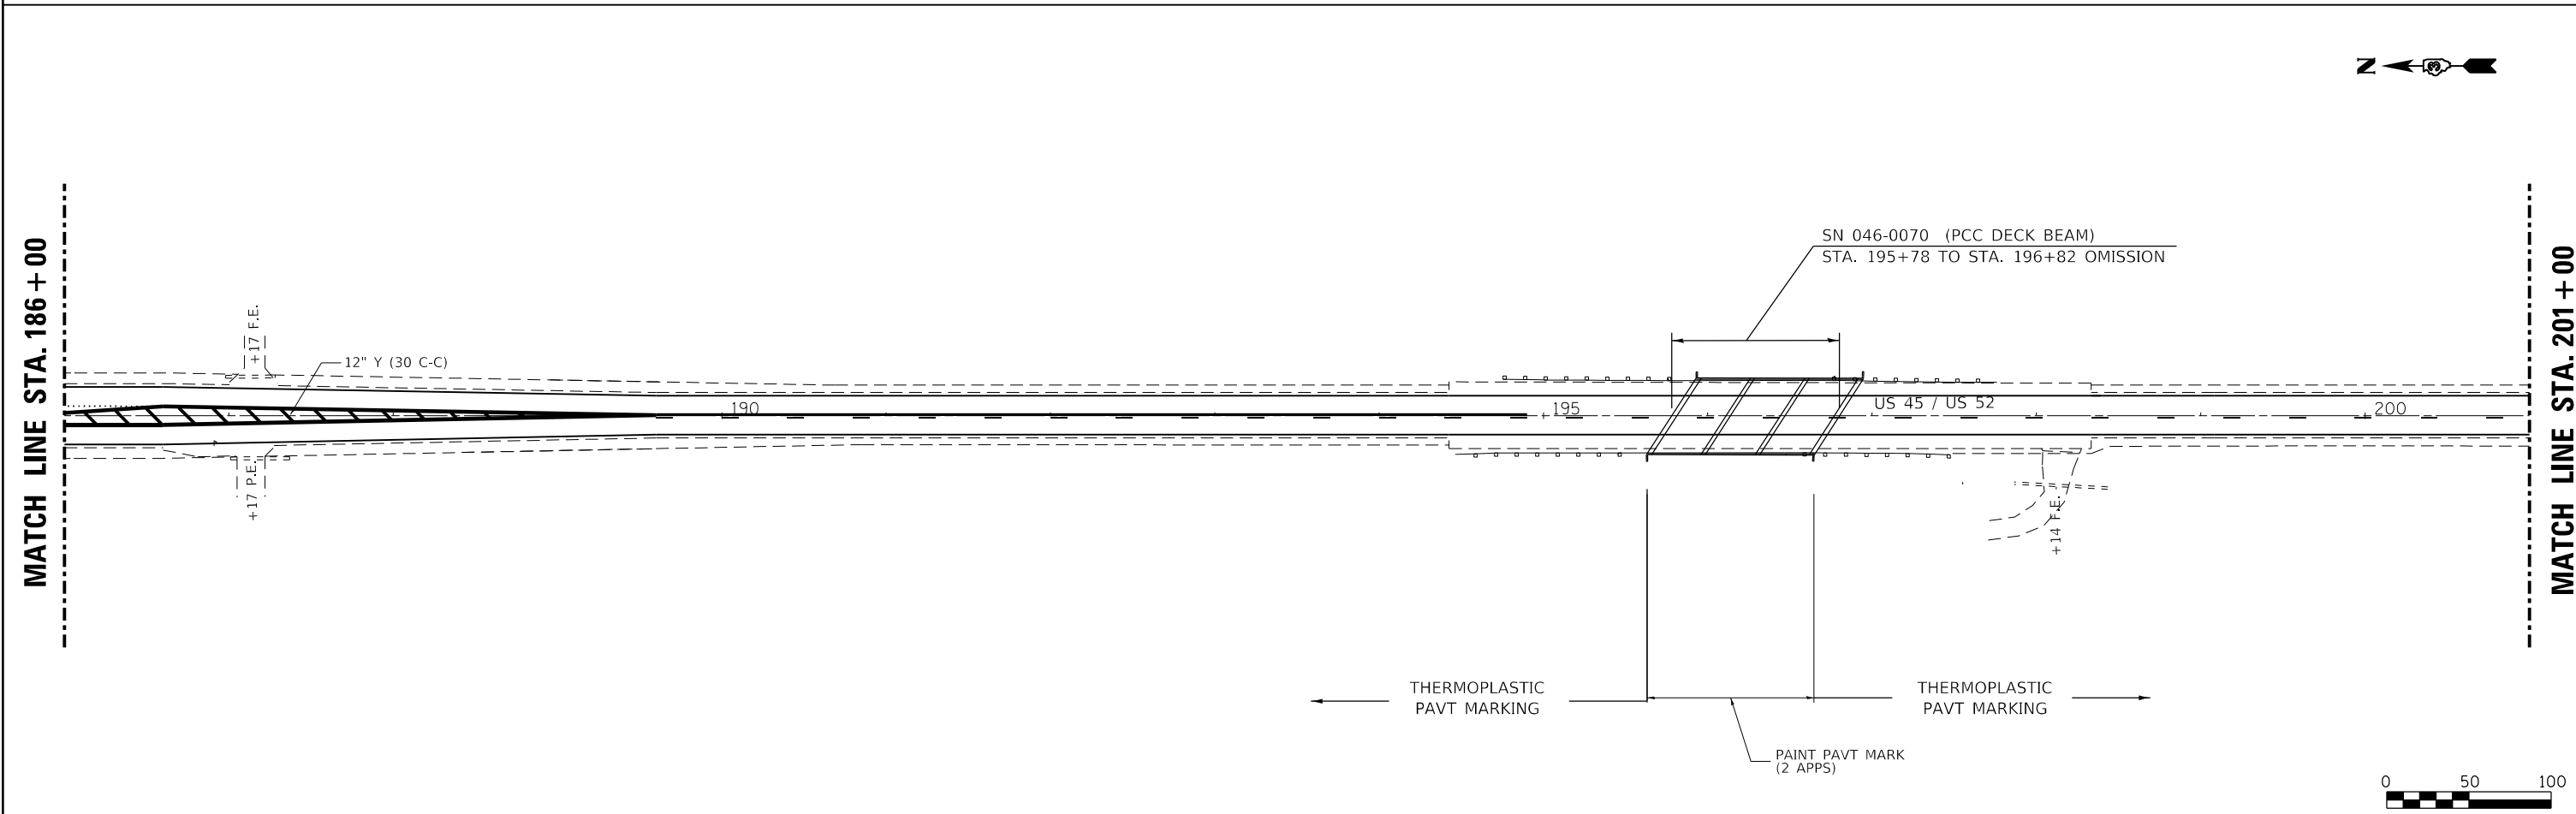 N
3
SN 046-0070 (PCC DECK BEAM)
STA. 195+78 TO STA. 196+82 OMISSION
MATCH LINE STA. 186+00
MATCH LINE STA. 201+00
+17 F.E.
12" Y (30 C-C)
190
195
US 45 / US 52
200
+17 P.E.
+14 F.E.
THERMOPLASTIC
PAVT MARKING
THERMOPLASTIC
PAVT MARKING
PAINT PAVT MARK
(2 APPS)
0 50 100